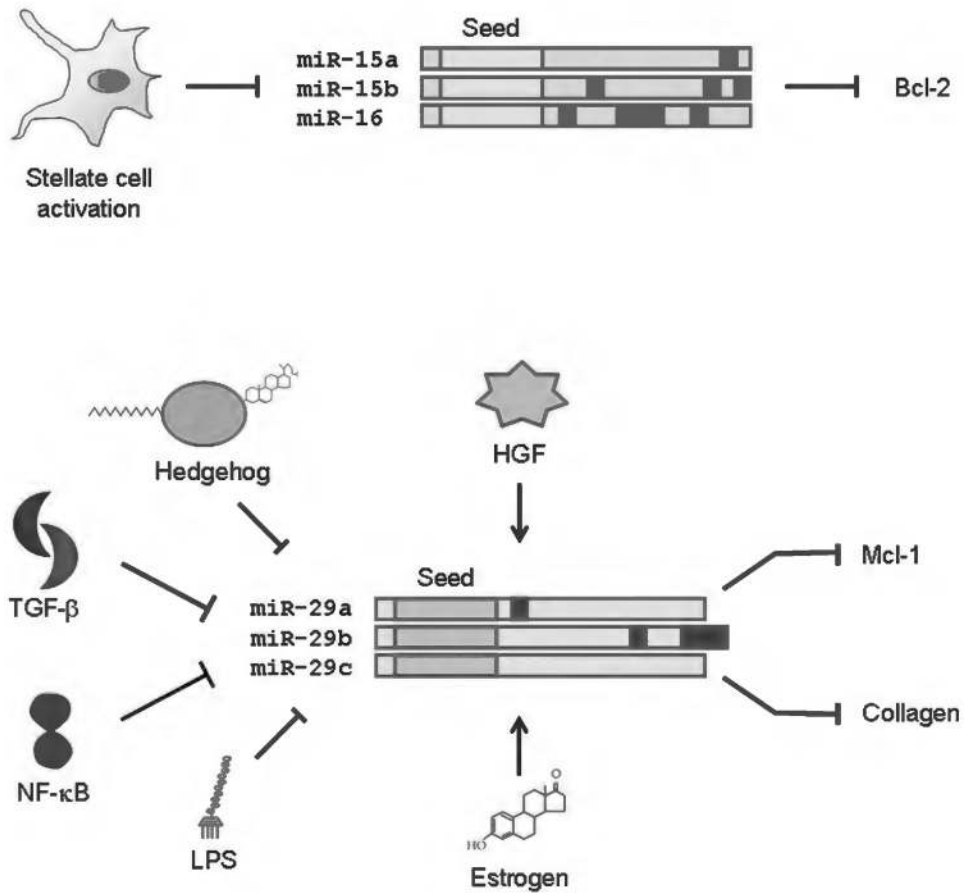 Seed
miR-15a
miR-15b
miR-16
Bcl-2
Stellate cell
activation
Hedgehog
HGF
TGF-β
Seed
miR-29a
miR-29b
miR-29c
Mcl-1
Collagen
NF-κB
LPS
HO
O
Estrogen